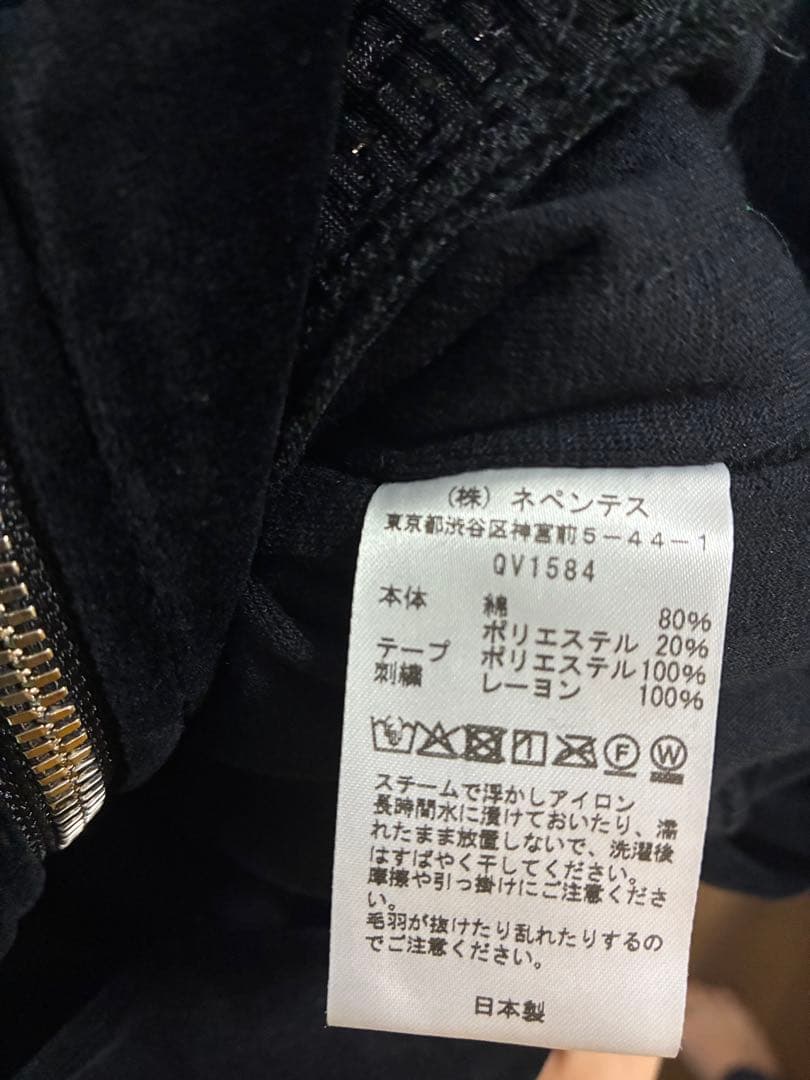 (株) ネペンテス
東京都渋谷区神宮前5-44-1
QV1584
本体 綿 80%
ポリエステル 20%
テープ ポリエステル100%
刺繍 レーヨン 100%
F W
スチームで浮かしアイロン
長時間水に漬けておいたり、濡
れたまま放置しないで、洗濯後
はすばやく干してください。
摩擦や引っ掛けにご注意くださ
い。
毛羽が抜けたり乱れたりするの
でご注意ください。
日本製